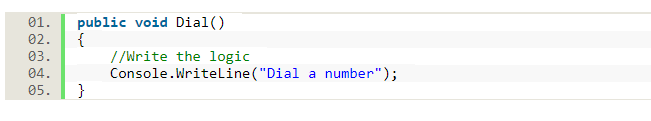 01. public void Dial()
02. {
03.     //Write the logic
04.     Console.WriteLine("Dial a number");
05. }